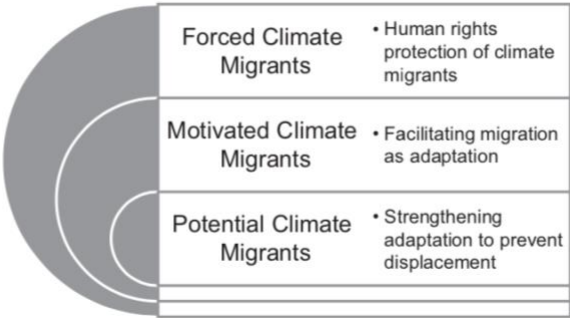 Forced Climate
Migrants
• Human rights
protection of climate
migrants
Motivated Climate
Migrants
• Facilitating migration
as adaptation
Potential Climate
Migrants
• Strengthening
adaptation to prevent
displacement